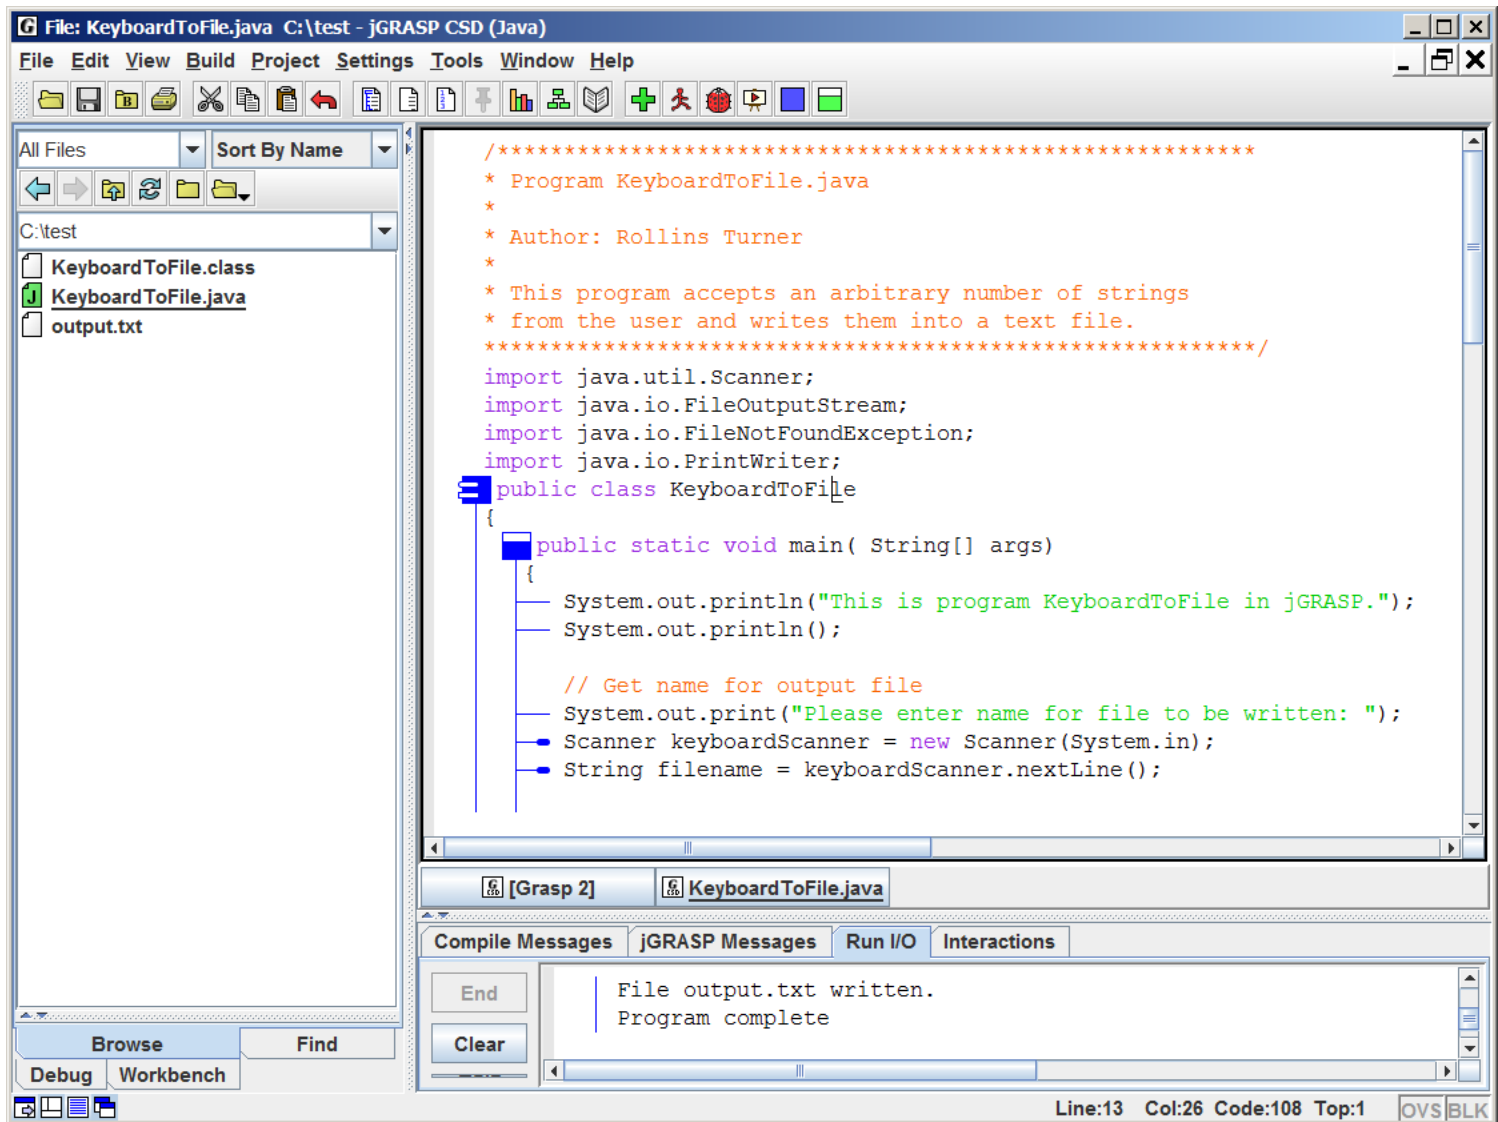 File: KeyboardToFile.java  C:\test - jGRASP CSD (Java)
File Edit View Build Project Settings Tools Window Help
All Files
Sort By Name
C:\test
KeyboardToFile.class
KeyboardToFile.java
output.txt
Browse
Find
Debug
Workbench
/*********************************************************
* Program KeyboardToFile.java
*
* Author: Rollins Turner
*
* This program accepts an arbitrary number of strings
* from the user and writes them into a text file.
**********************************************************/
import java.util.Scanner;
import java.io.FileOutputStream;
import java.io.FileNotFoundException;
import java.io.PrintWriter;
public class KeyboardToFile
{
public static void main( String[] args)
{
System.out.println("This is program KeyboardToFile in jGRASP.");
System.out.println();
// Get name for output file
System.out.print("Please enter name for file to be written: ");
Scanner keyboardScanner = new Scanner(System.in);
String filename = keyboardScanner.nextLine();
[Grasp 2]
KeyboardToFile.java
Compile Messages
jGRASP Messages
Run I/O
Interactions
End
Clear
File output.txt written.
Program complete
Line:13 Col:26 Code:108 Top:1
OVS BLK